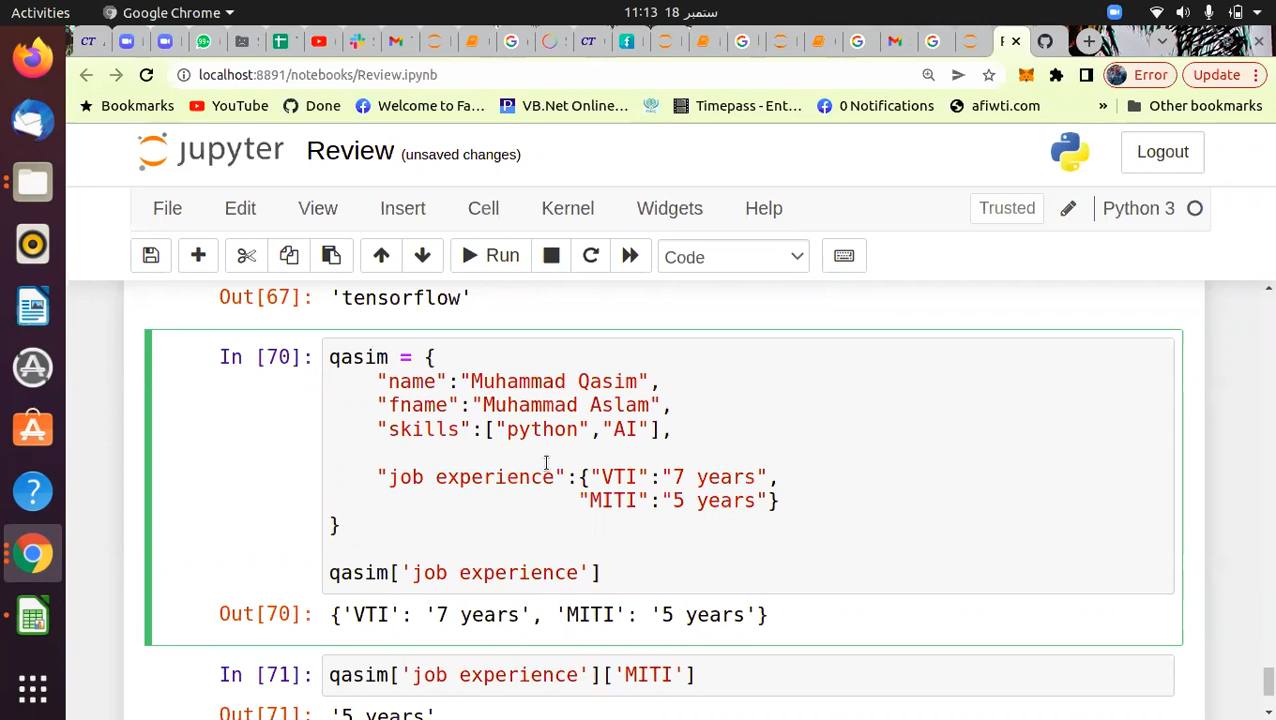 Activities Google Chrome 11:13 18 ستمبر
localhost:8891/notebooks/Review.ipynb Error Update
Bookmarks YouTube Done Welcome to Fa... VB.Net Online... Timepass - Ent... 0 Notifications afiwti.com » Other bookmarks
jupyter Review (unsaved changes) Logout
File Edit View Insert Cell Kernel Widgets Help Trusted Python 3
Run Code
Out[67]: 'tensorflow'
In [70]: qasim = {
"name":"Muhammad Qasim",
"fname":"Muhammad Aslam",
"skills":["python","AI"],
"job experience":{"VTI":"7 years",
"MITI":"5 years"}
}
qasim['job experience']
Out[70]: {'VTI': '7 years', 'MITI': '5 years'}
In [71]: qasim['job experience']['MITI']
Out[71]: '5 years'